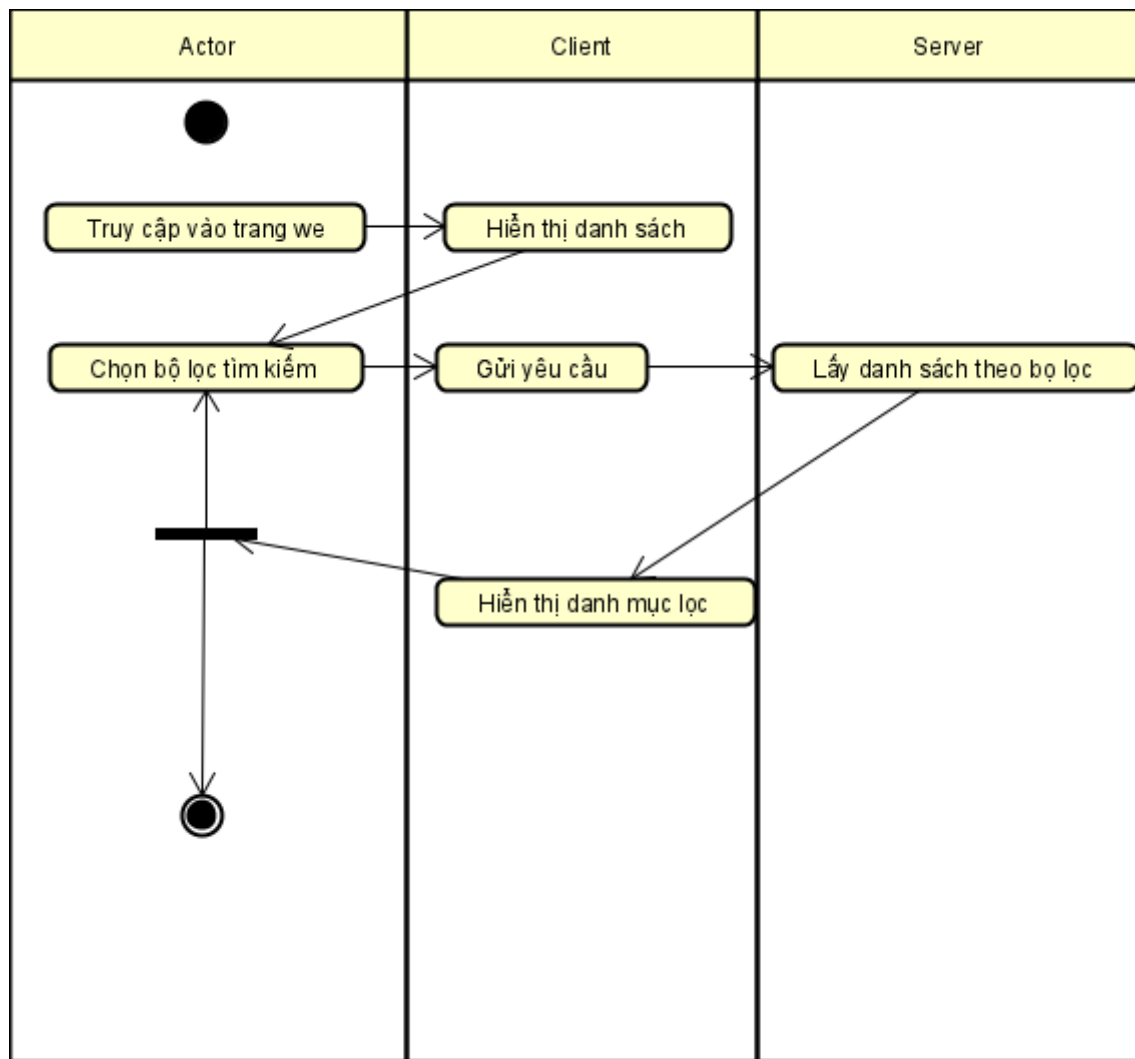 Actor
Client
Server
Truy cập vào trang we
Hiển thị danh sách
Chọn bộ lọc tìm kiếm
Gửi yêu cầu
Lấy danh sách theo bọ lọc
Hiển thị danh mục lọc